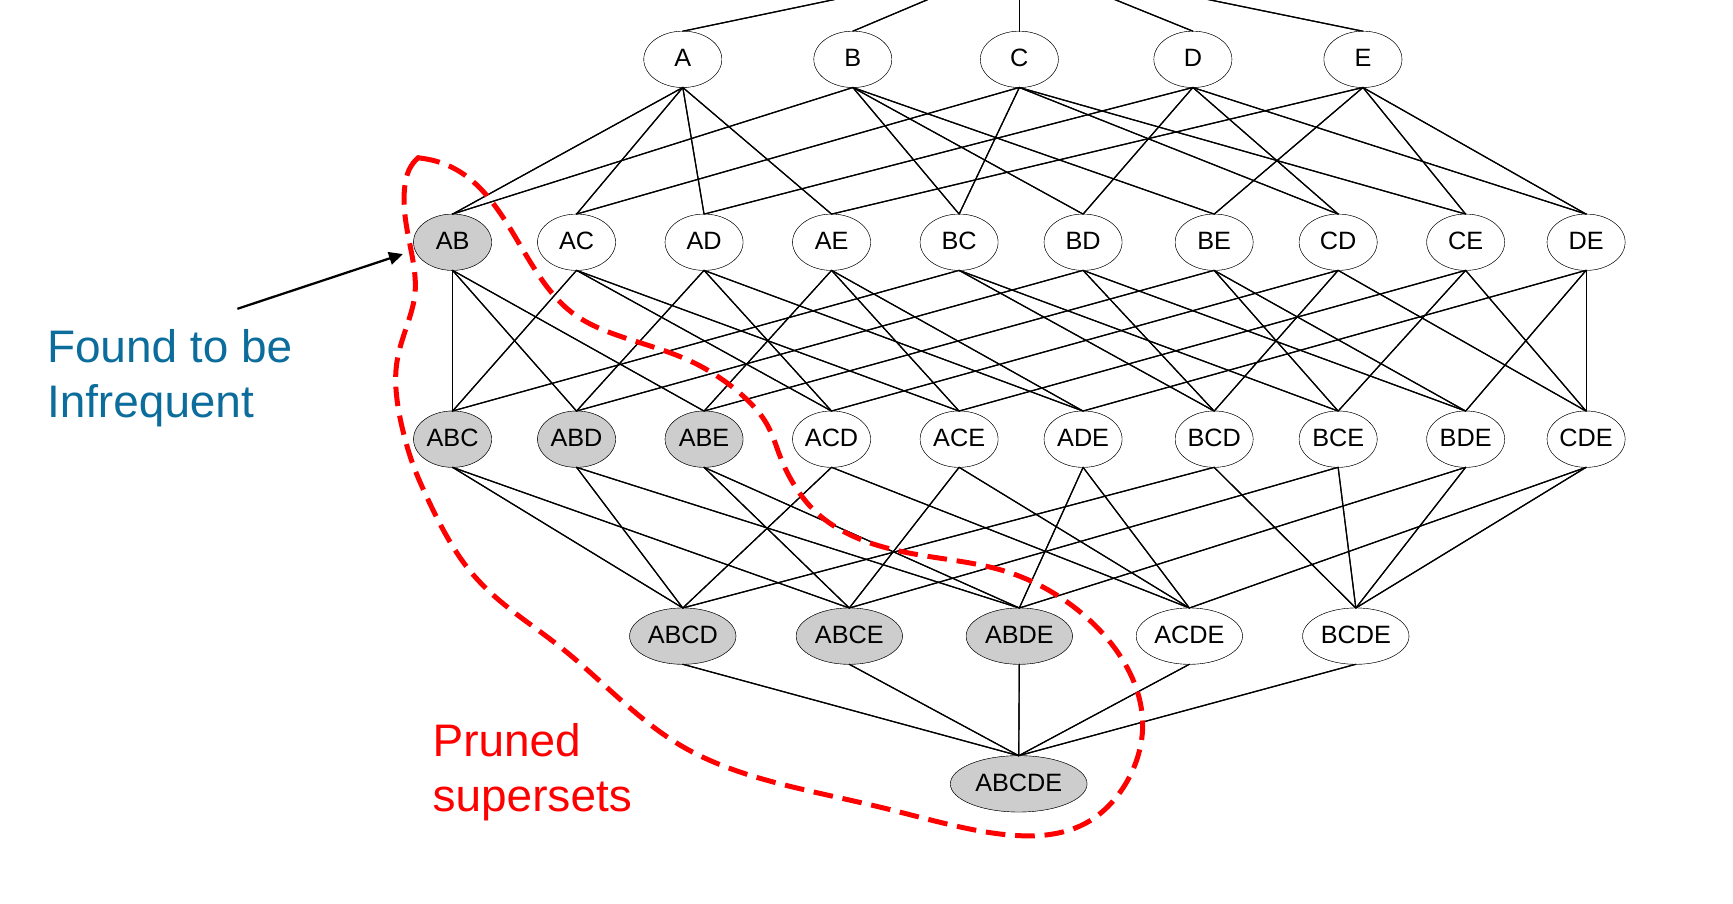 A B C D E
AB AC AD AE BC BD BE CD CE DE
Found to be
Infrequent
ABC ABD ABE ACD ACE ADE BCD BCE BDE CDE
ABCD ABCE ABDE ACDE BCDE
Pruned
supersets
ABCDE